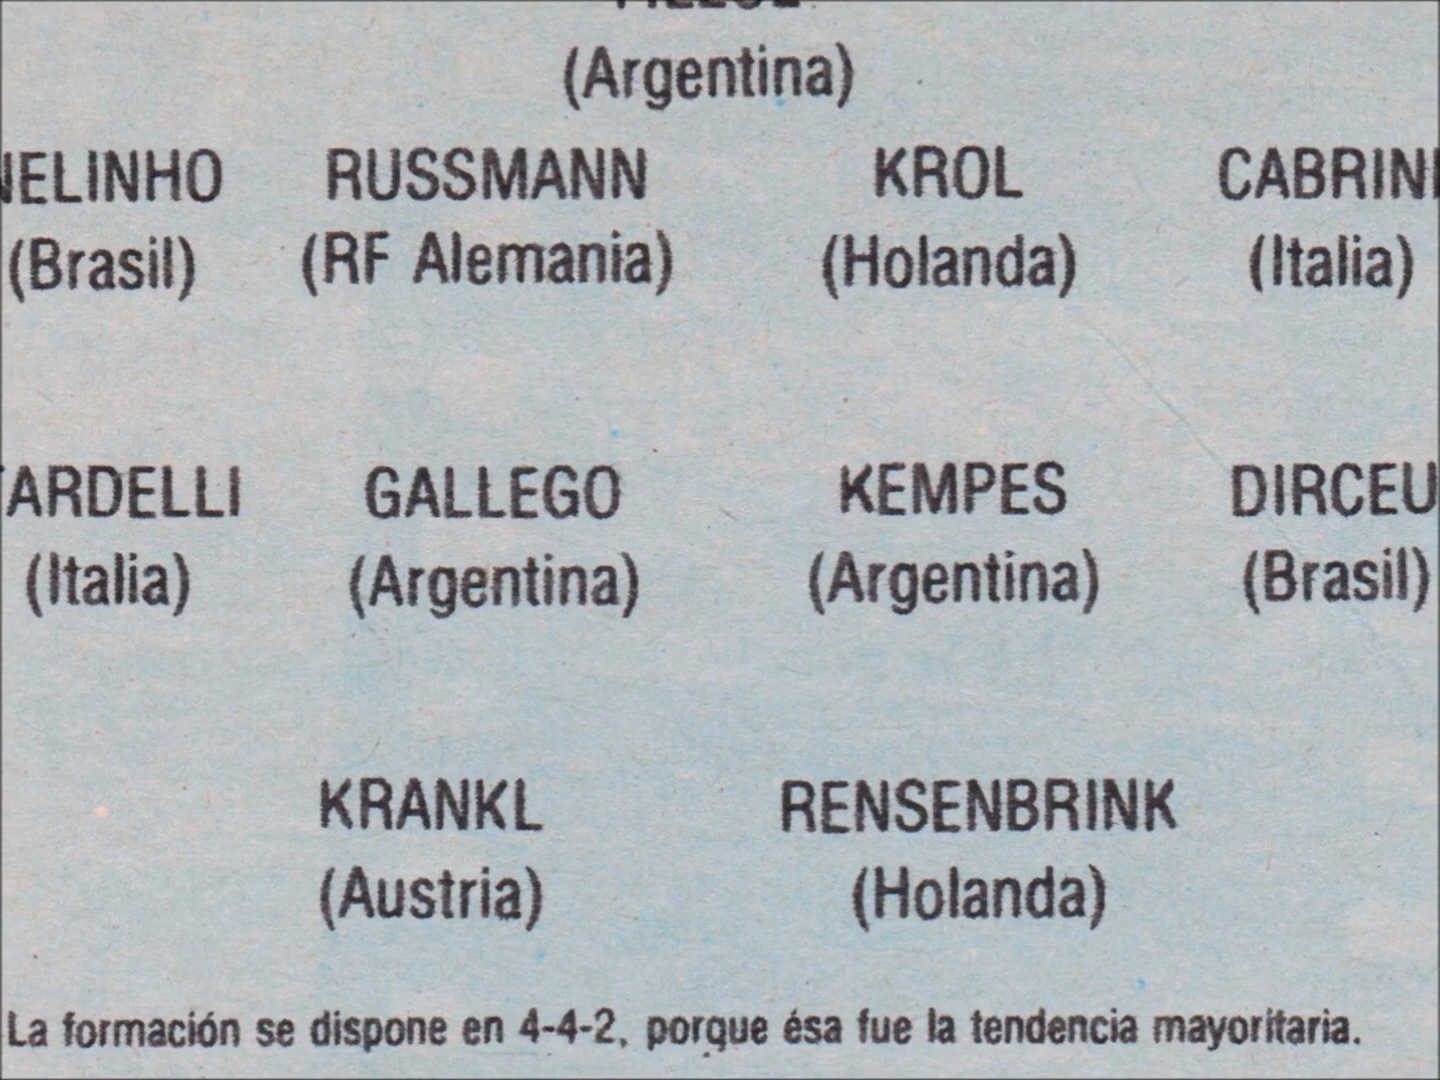 (Argentina)
NELINHO RUSSMANN KROL CABRINI
(Brasil) (RF Alemania) (Holanda) (Italia)
TARDELLI GALLEGO KEMPES DIRCEU
(Italia) (Argentina) (Argentina) (Brasil)
KRANKL RENSENBRINK
(Austria) (Holanda)
La formación se dispone en 4-4-2, porque ésa fue la tendencia mayoritaria.